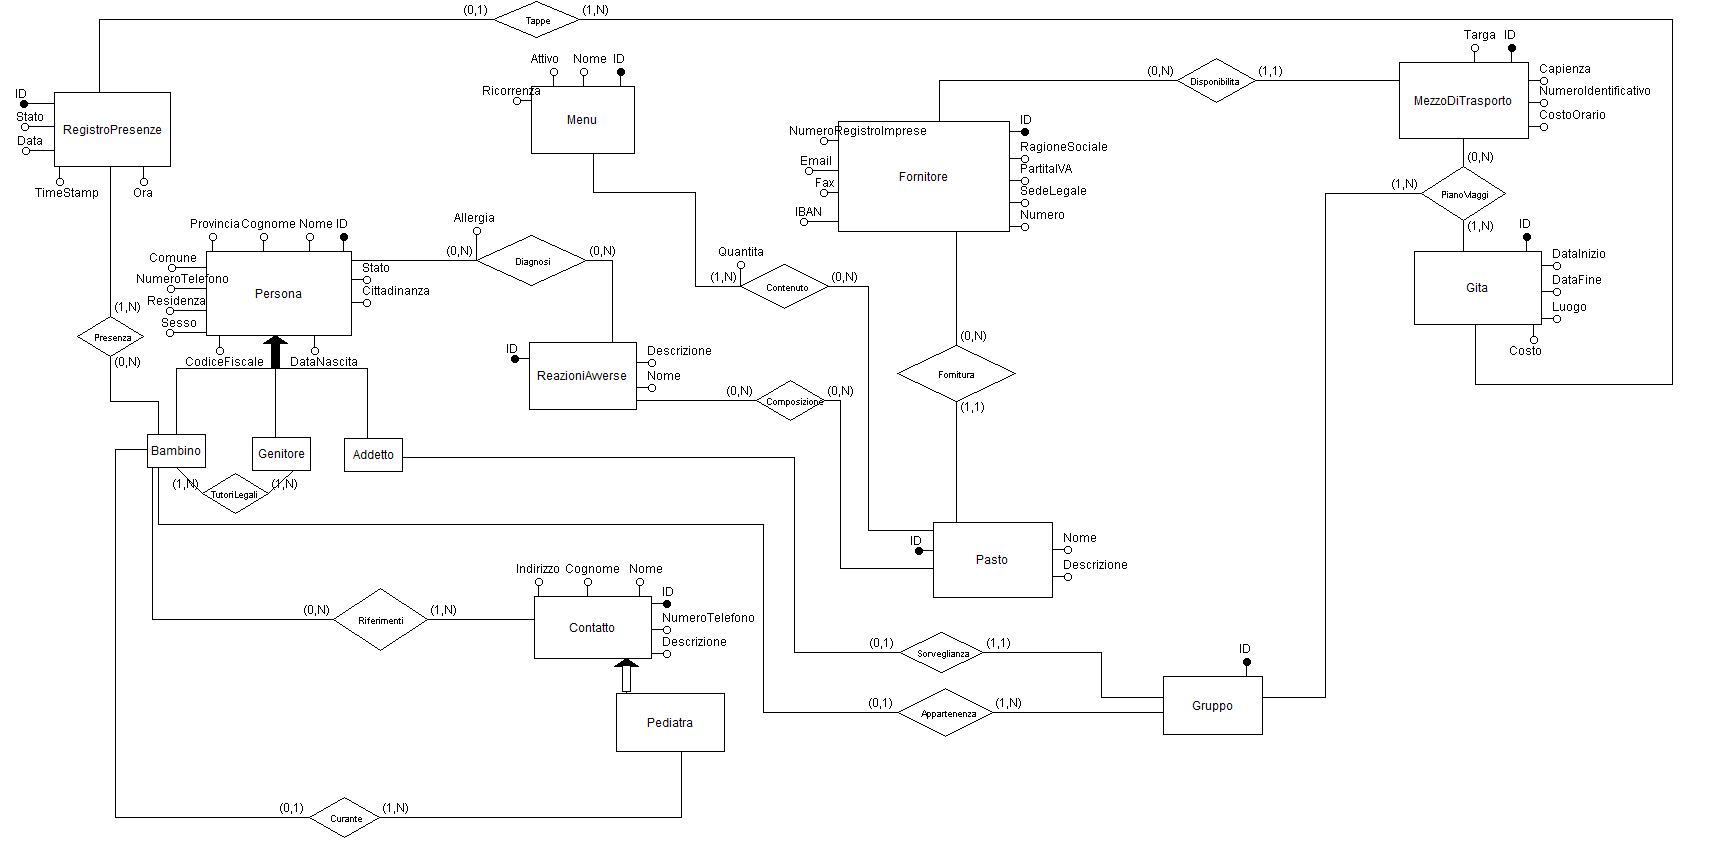 (0,1) Tappe (1,N)
Targa ID
Attivo Nome ID
Ricorrenza
Menu
(0,N) Disponibilita (1,1)
Capienza
NumeroIdentificativo
CostoOrario
MezzoDiTrasporto
ID
Stato
Data
RegistroPresenze
TimeStamp Ora
NumeroRegistroImprese
Email
Fax
IBAN
Fornitore
ID
RagioneSociale
PartitaIVA
SedeLegale
Numero
(0,N)
(1,N) PianoViaggi
(1,N)
ID
Provincia Cognome Nome ID
Comune
NumeroTelefono
Residenza
Sesso
Persona
Stato
Cittadinanza
CodiceFiscale DataNascita
Allergia
(0,N) Diagnosi (0,N)
Quantita
(1,N) Contenuto (0,N)
DataInizio
DataFine
Luogo
Costo
Gita
(1,N)
Presenza
(0,N)
ID
ReazioniAvverse
Descrizione
Nome
(0,N)
Fornitura
(1,1)
(0,N) Composizione (0,N)
Bambino Genitore Addetto
(1,N) TutoriLegali (1,N)
ID
Pasto
Nome
Descrizione
Indirizzo Cognome Nome
ID
NumeroTelefono
Descrizione
Contatto
(0,N) Riferimenti (1,N)
(0,1) Sorveglianza (1,1)
ID
Gruppo
(0,1) Appartenenza (1,N)
Pediatra
(0,1) Curante (1,N)